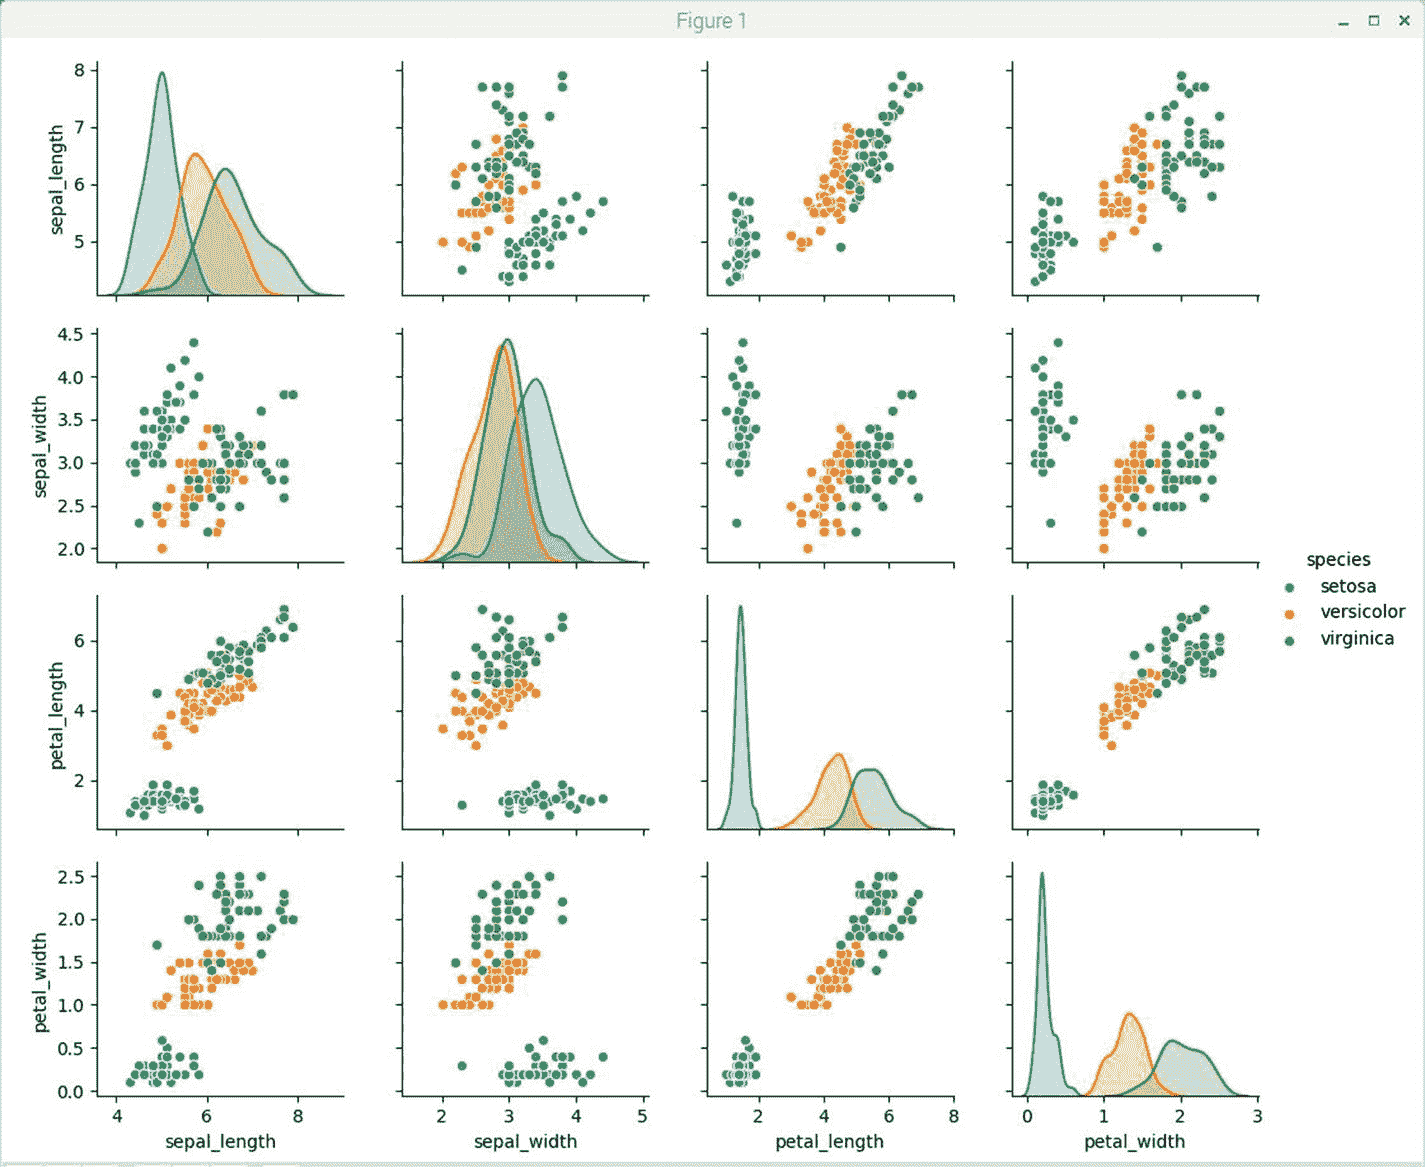 Figure 1
8
7
6
5
sepal_length
4.5
4.0
3.5
3.0
2.5
2.0
sepal_width
6
4
2
petal_length
2.5
2.0
1.5
1.0
0.5
0.0
petal_width
4 6 8
sepal_length
2 3 4 5
sepal_width
2 4 6 8
petal_length
0 1 2 3
petal_width
species
setosa
versicolor
virginica